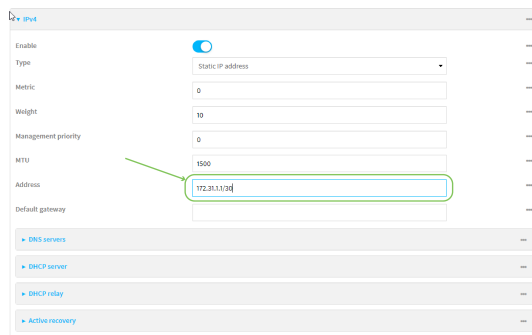 IPv4
Enable
Type Static IP address
Metric 0
Weight 10
Management priority 0
MTU 1500
Address 172.31.1.1/30
Default gateway
DNS servers
DHCP server
DHCP relay
Active recovery